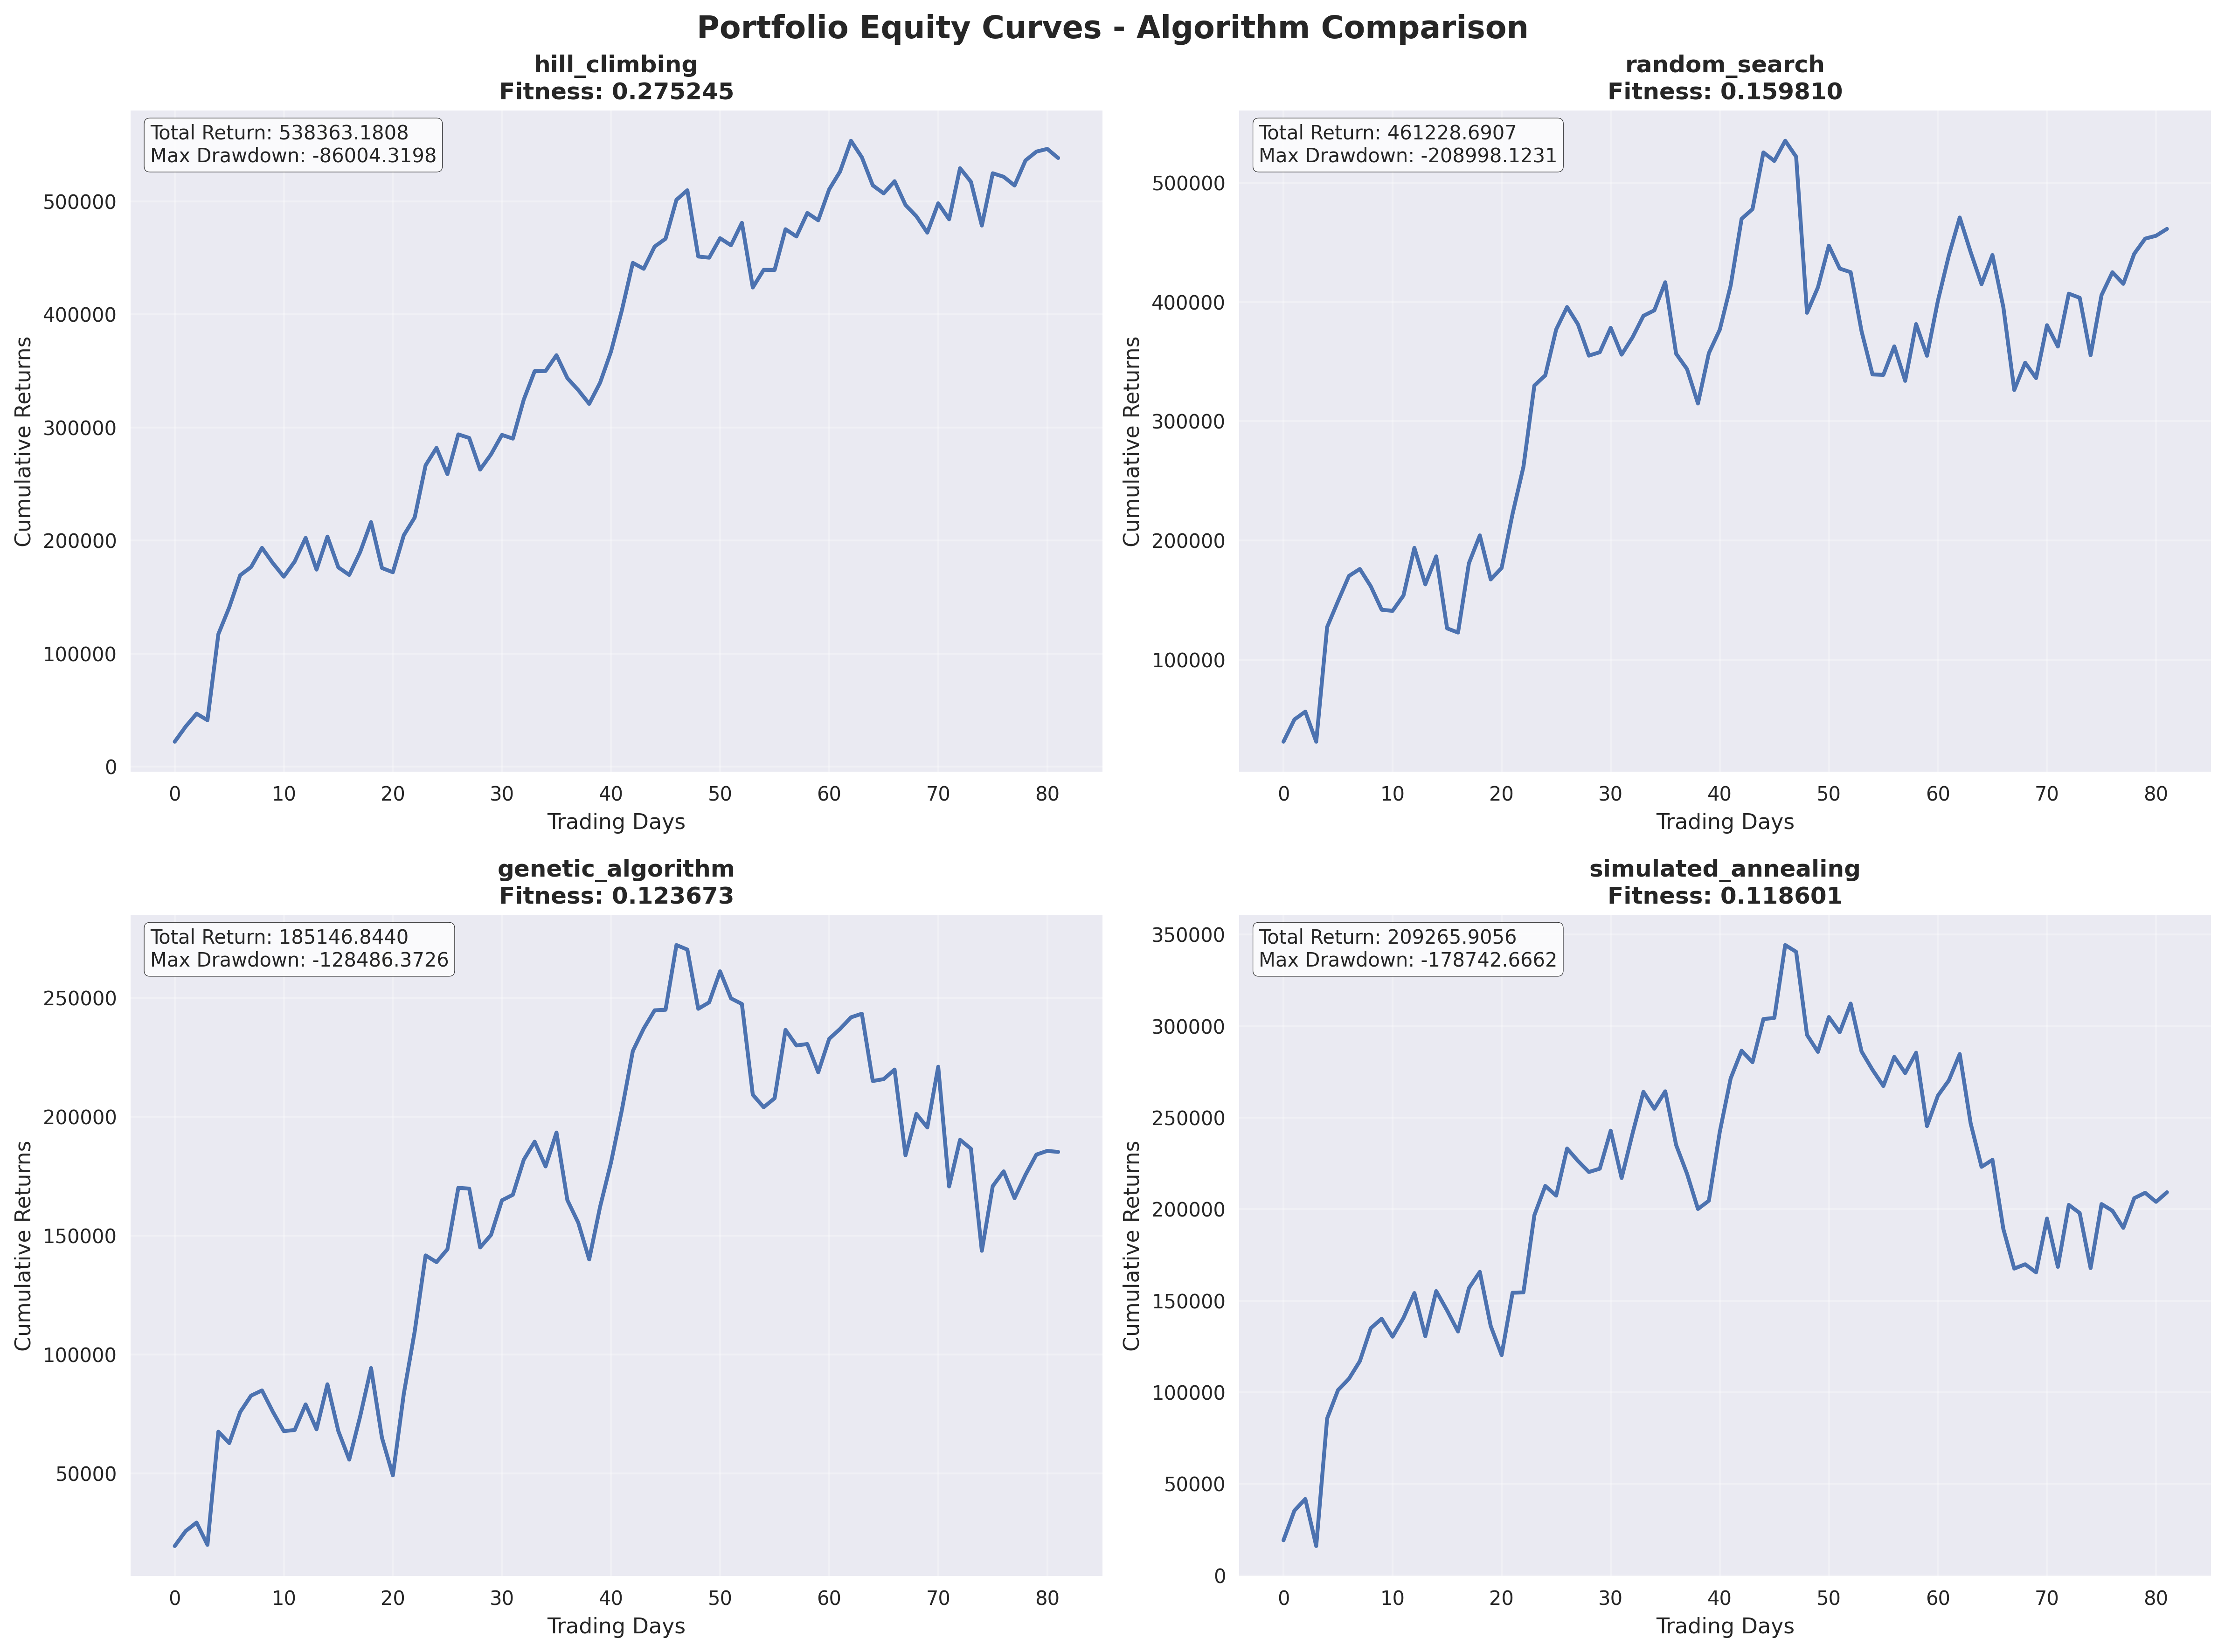 Portfolio Equity Curves - Algorithm Comparison
hill_climbing
Fitness: 0.275245
Total Return: 538363.1808
Max Drawdown: -86004.3198
Cumulative Returns
500000
400000
300000
200000
100000
0
0 10 20 30 40 50 60 70 80
Trading Days
random_search
Fitness: 0.159810
Total Return: 461228.6907
Max Drawdown: -208998.1231
Cumulative Returns
500000
400000
300000
200000
100000
0 10 20 30 40 50 60 70 80
Trading Days
genetic_algorithm
Fitness: 0.123673
Total Return: 185146.8440
Max Drawdown: -128486.3726
Cumulative Returns
250000
200000
150000
100000
50000
0 10 20 30 40 50 60 70 80
Trading Days
simulated_annealing
Fitness: 0.118601
Total Return: 209265.9056
Max Drawdown: -178742.6662
Cumulative Returns
350000
300000
250000
200000
150000
100000
50000
0
0 10 20 30 40 50 60 70 80
Trading Days